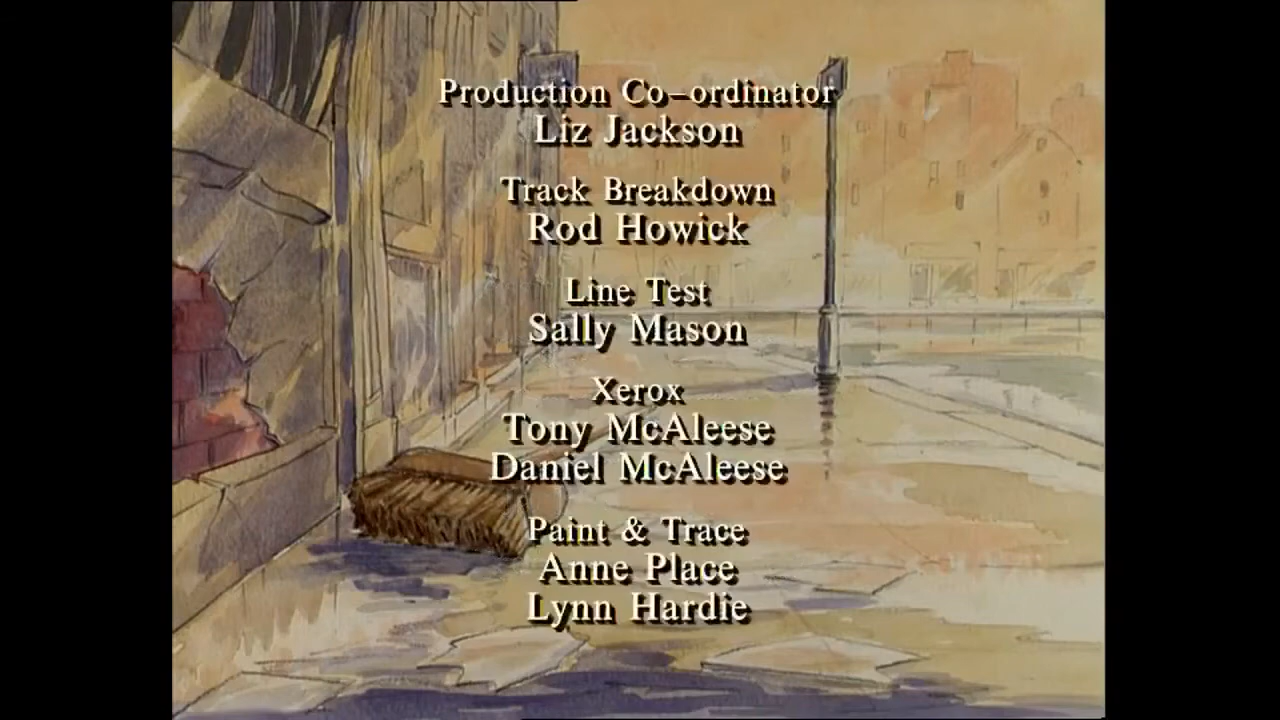 Production Co-ordinator
Liz Jackson
Track Breakdown
Rod Howick
Line Test
Sally Mason
Xerox
Tony McAleese
Daniel McAleese
Paint & Trace
Anne Place
Lynn Hardie